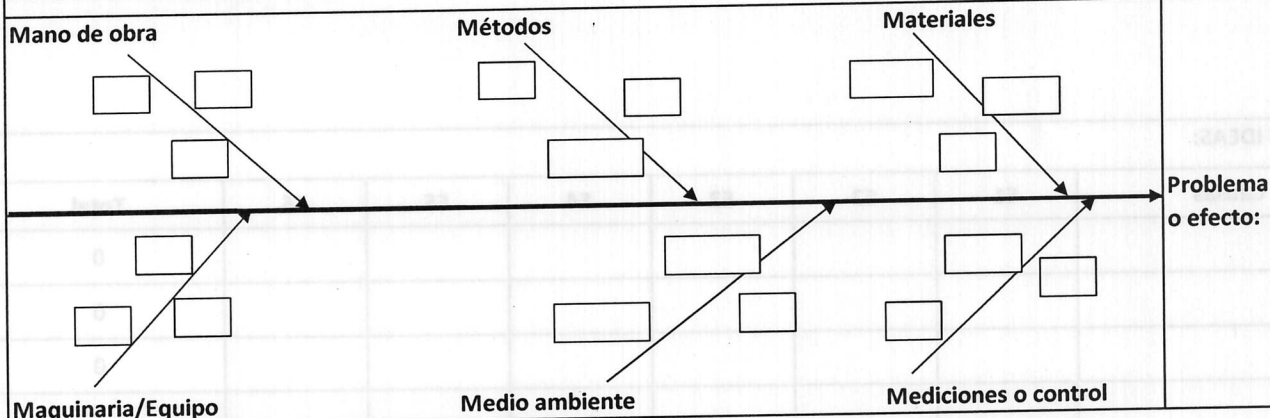 Mano de obra
Métodos
Materiales
Problema
o efecto:
Maquinaria/Equipo
Medio ambiente
Mediciones o control